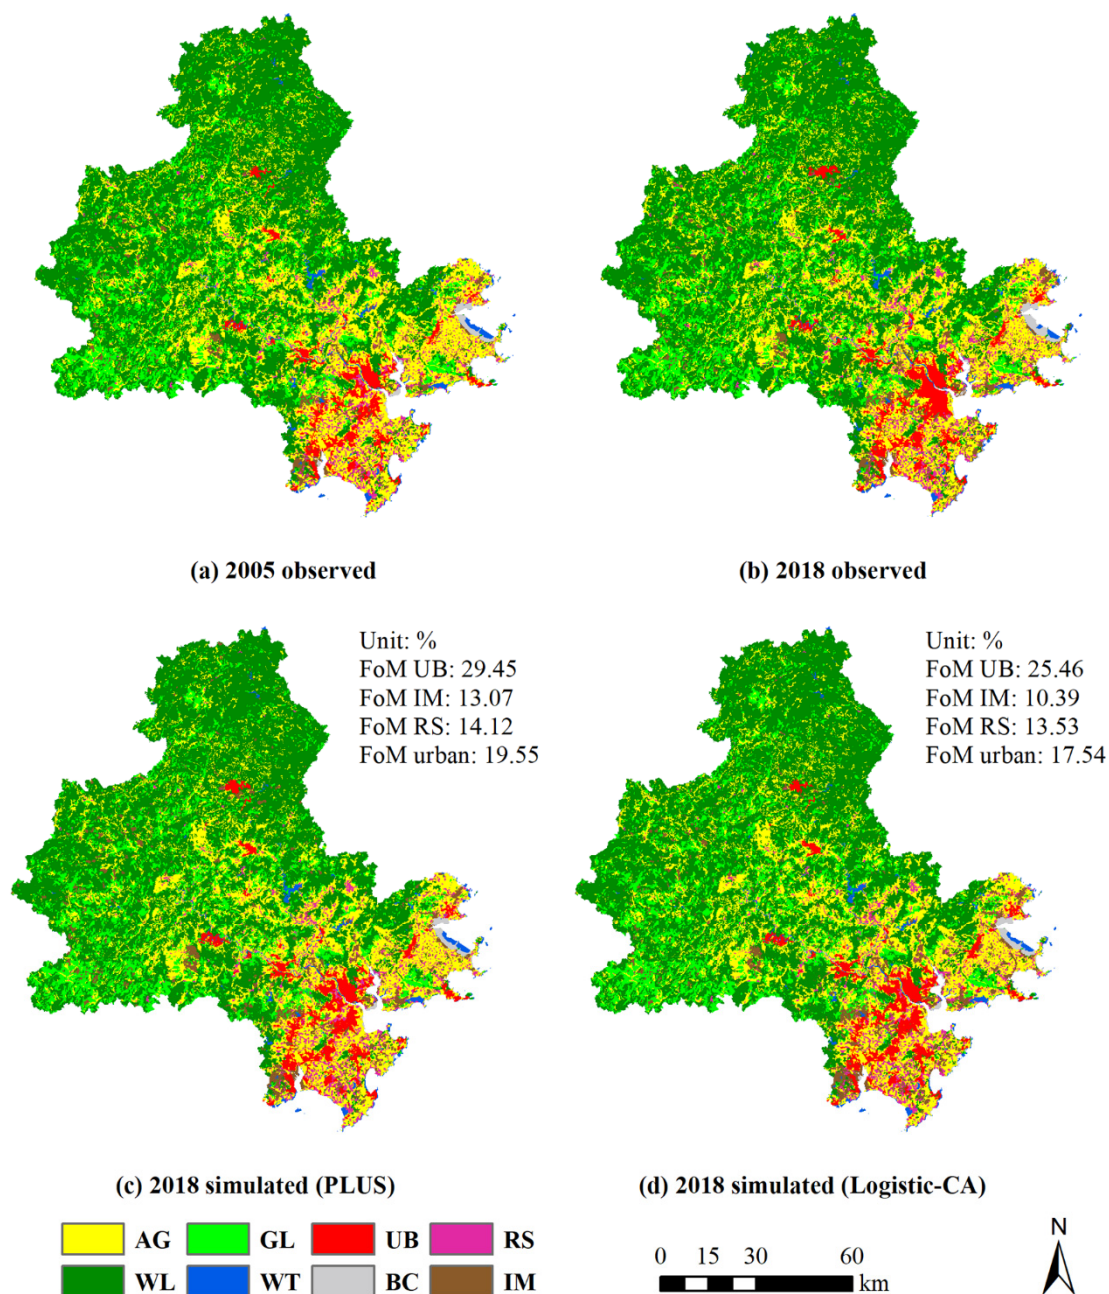 (a) 2005 observed
(b) 2018 observed
Unit: %
FoM UB: 29.45
FoM IM: 13.07
FoM RS: 14.12
FoM urban: 19.55
Unit: %
FoM UB: 25.46
FoM IM: 10.39
FoM RS: 13.53
FoM urban: 17.54
(c) 2018 simulated (PLUS)
(d) 2018 simulated (Logistic-CA)
AG GL UB RS
WL WT BC IM
0 15 30 60
km
N